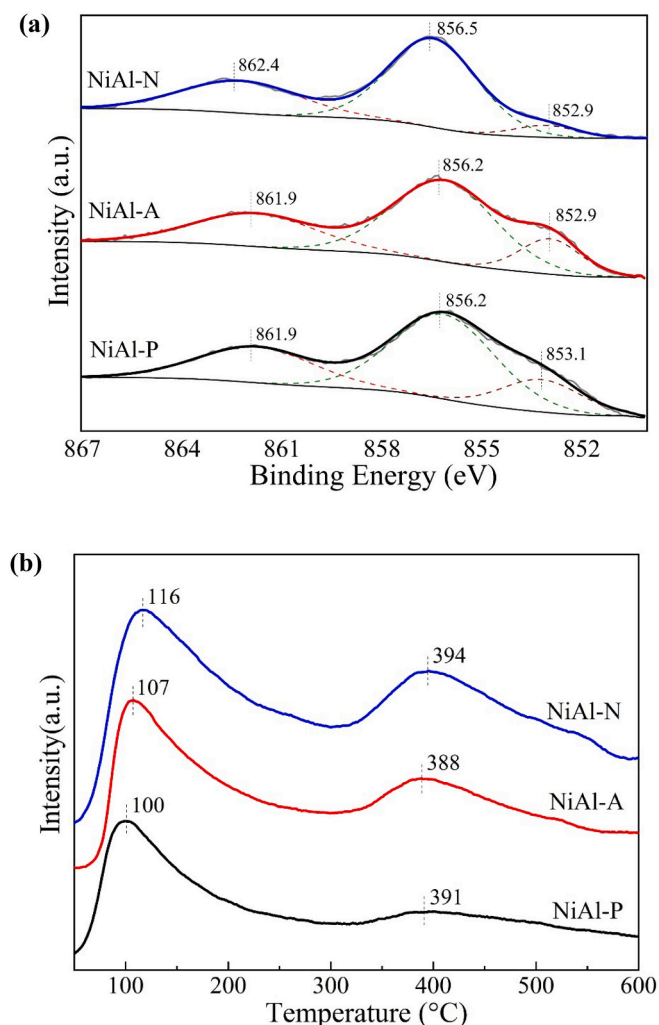 (a)
856.5
862.4
NiAl-N
852.9
856.2
861.9
852.9
NiAl-A
856.2
861.9
853.1
NiAl-P
Intensity (a.u.)
867 864 861 858 855 852
Binding Energy (eV)
(b)
116
394
107
NiAl-N
388
100
NiAl-A
391
NiAl-P
Intensity(a.u.)
100 200 300 400 500 600
Temperature (°C)